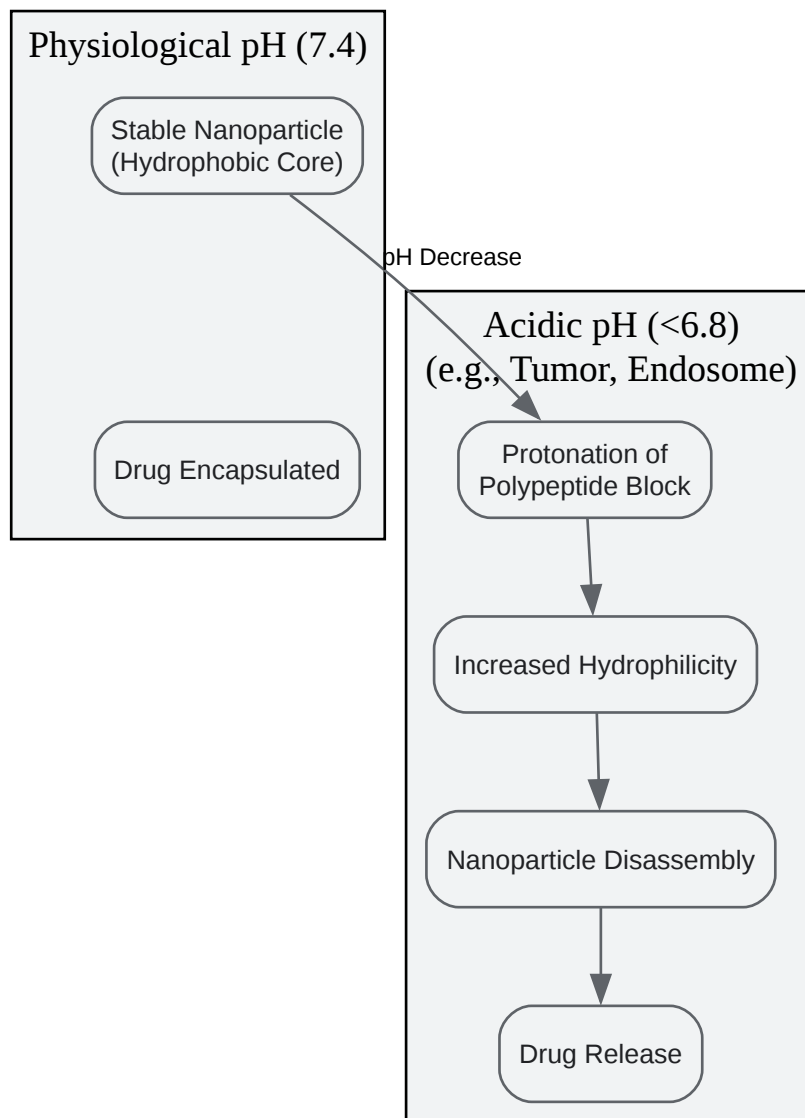 Physiological pH (7.4)
Stable Nanoparticle
(Hydrophobic Core)
pH Decrease
Acidic pH (<6.8)
(e.g., Tumor, Endosome)
Drug Encapsulated
Protonation of
Polypeptide Block
Increased Hydrophilicity
Nanoparticle Disassembly
Drug Release